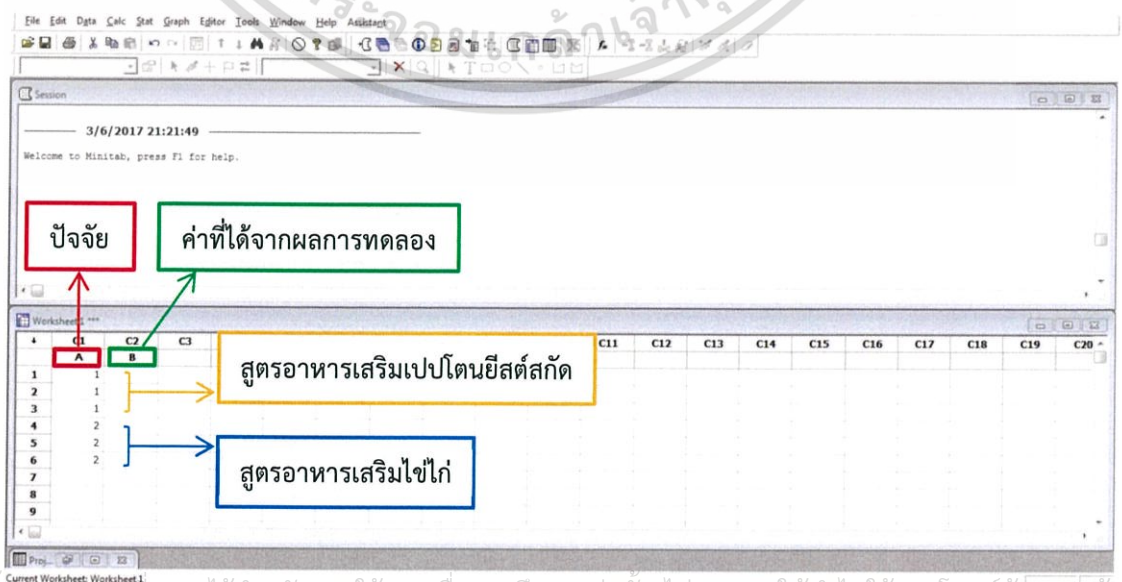 File Edit Data Calc Stat Graph Editor Tools Window Help Assistant
Session
3/6/2017 21:21:49
Welcome to Minitab, press F1 for help.
ปัจจัย
ค่าที่ได้จากผลการทดลอง
Worksheet 1 ***
C1 C2 C3 C11 C12 C13 C14 C15 C16 C17 C18 C19 C20
A B
สูตรอาหารเสริมเปปโตนยีสต์สกัด
1 1
2 1
3 1
4 2
5 2
6 2
7
8
9
สูตรอาหารเสริมไข่ไก่
Proj...
Current Worksheet: Worksheet 1